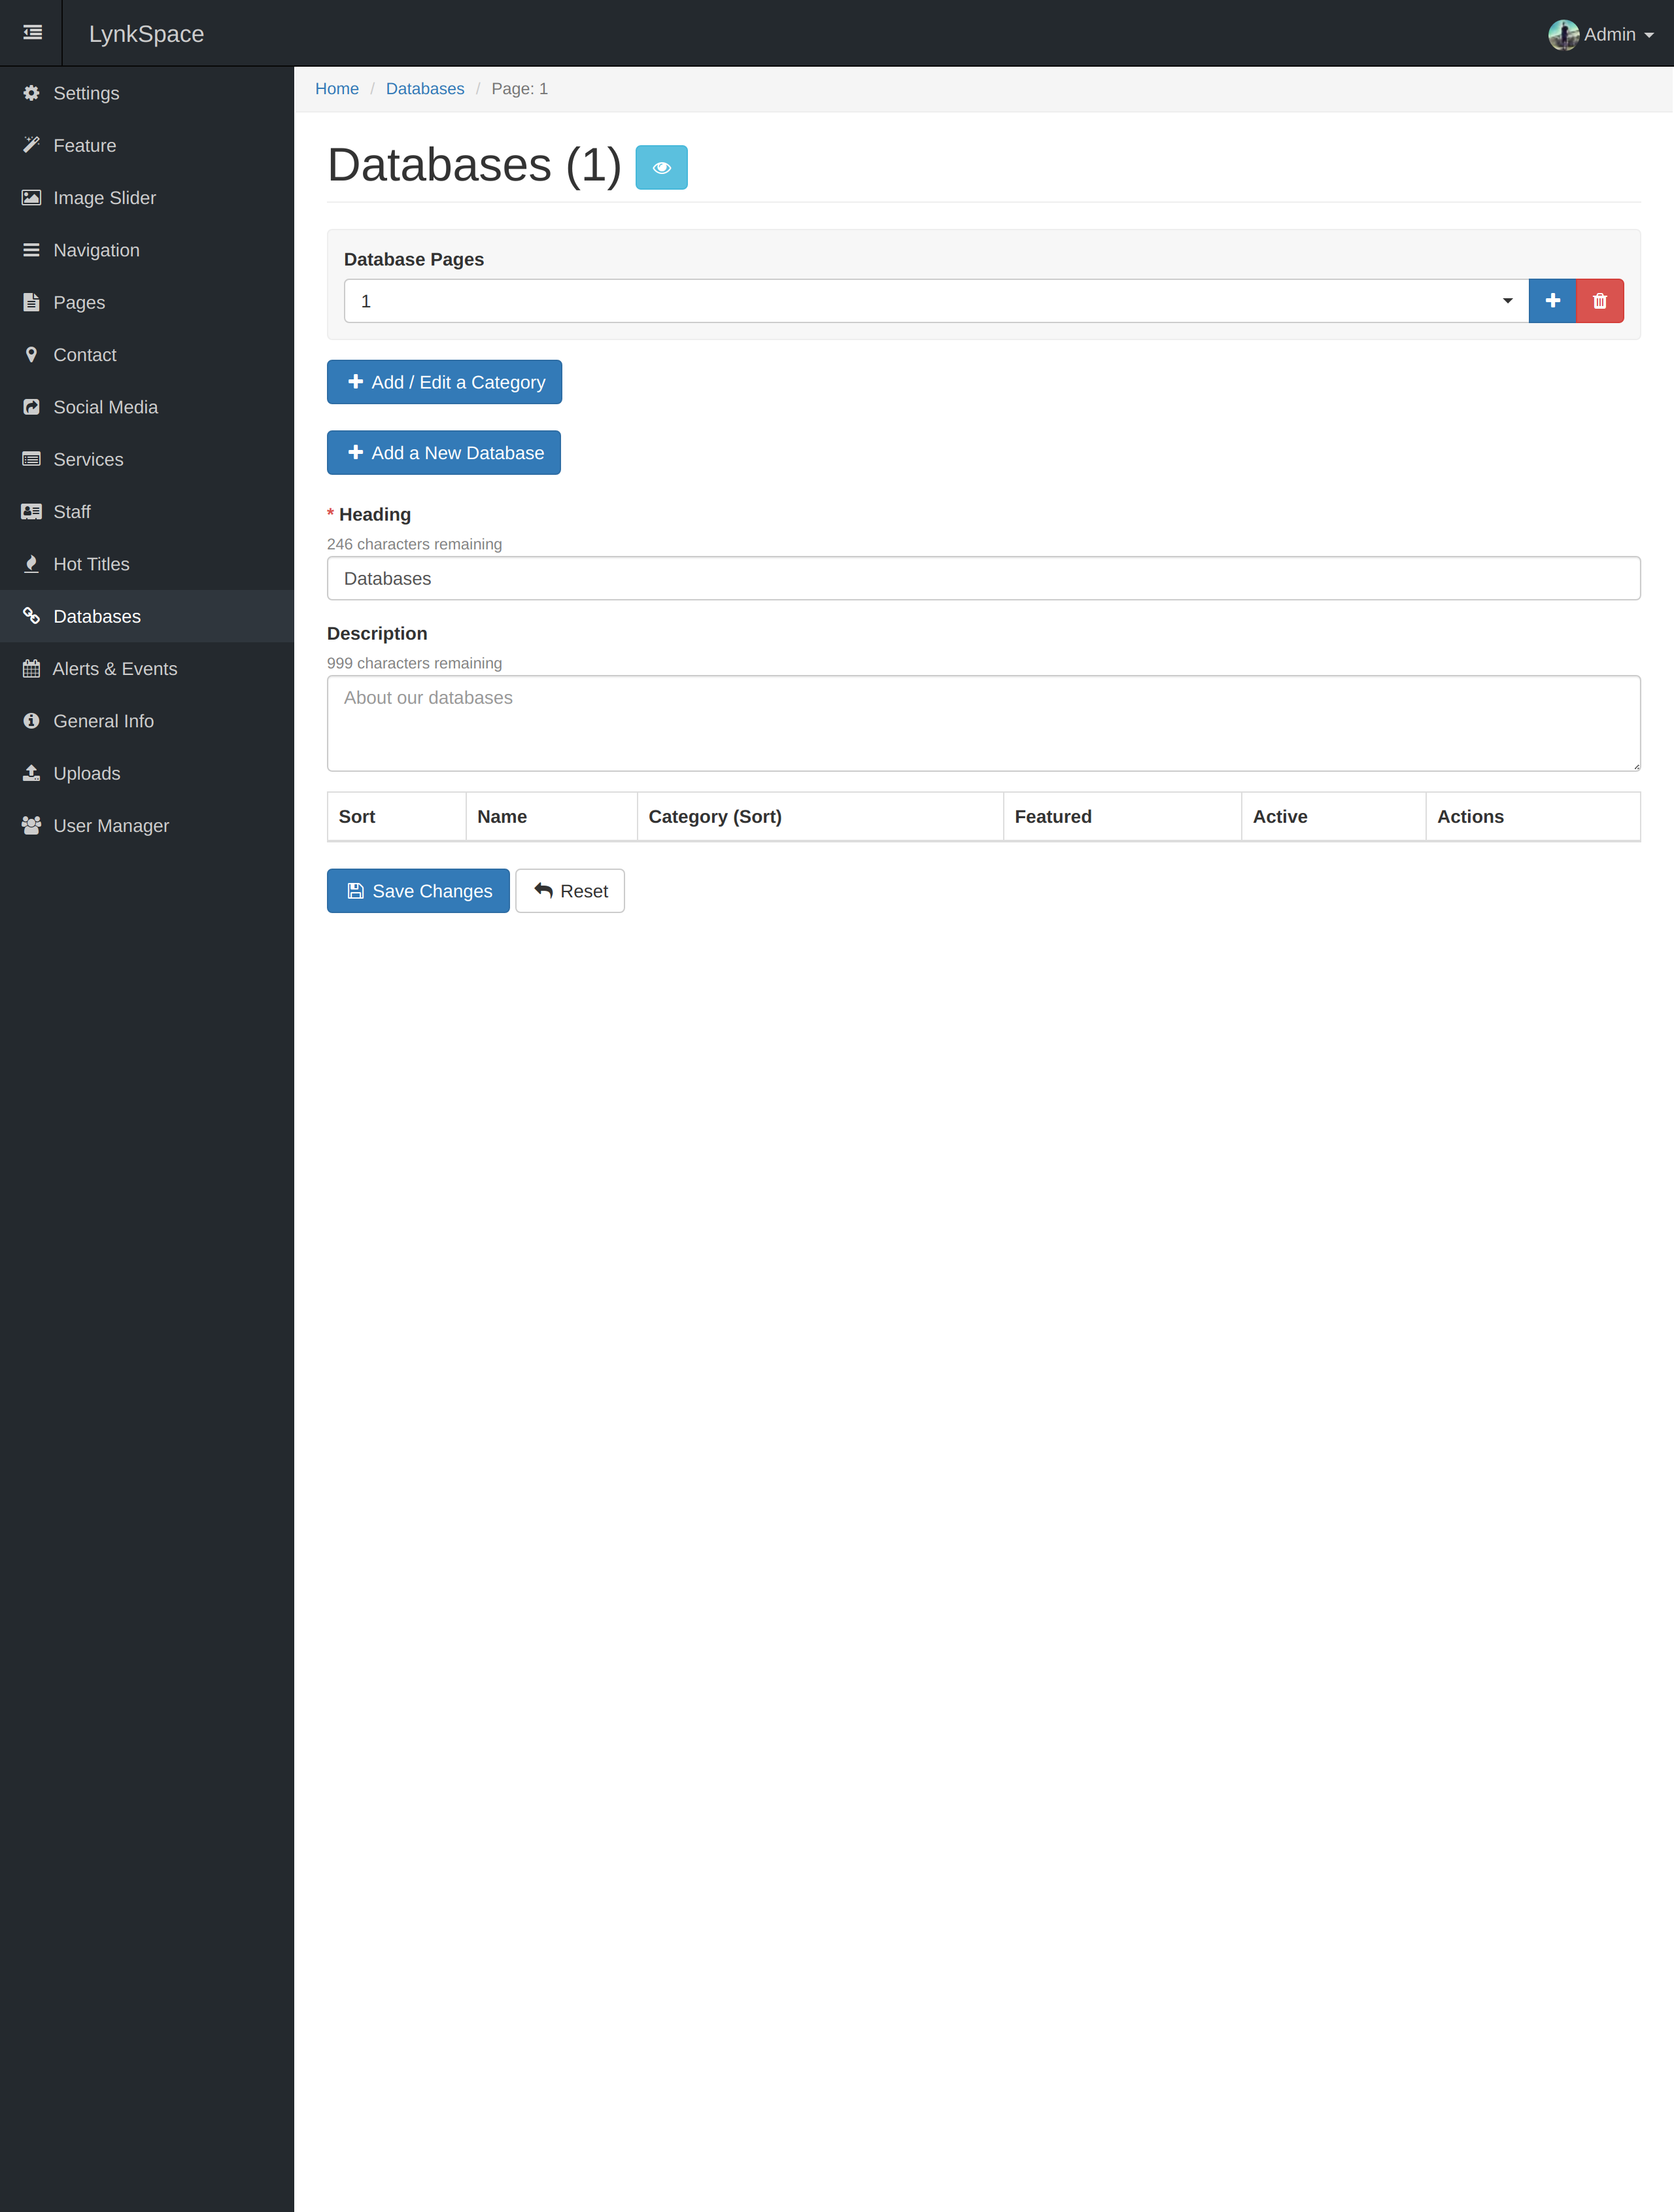 LynkSpace
Admin
Settings
Feature
Image Slider
Navigation
Pages
Contact
Social Media
Services
Staff
Hot Titles
Databases
Alerts & Events
General Info
Uploads
User Manager
Home / Databases / Page: 1
Databases (1)
Database Pages
1
Add / Edit a Category
Add a New Database
* Heading
246 characters remaining
Databases
Description
999 characters remaining
About our databases
Sort Name Category (Sort) Featured Active Actions
Save Changes Reset